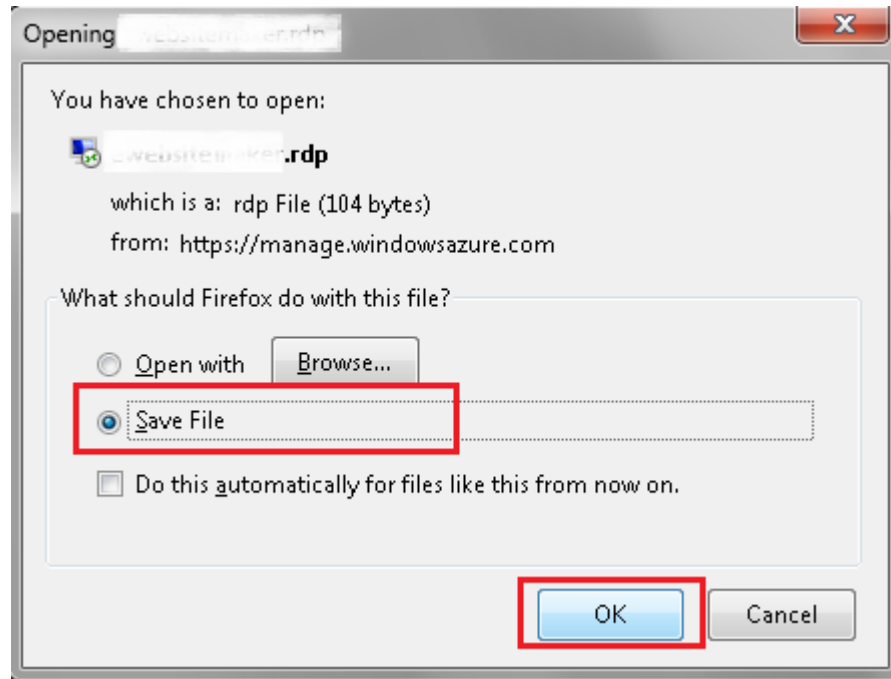 Opening
You have chosen to open:
.rdp
which is a: rdp File (104 bytes)
from: https://manage.windowsazure.com
What should Firefox do with this file?
Open with Browse...
Save File
Do this automatically for files like this from now on.
OK Cancel